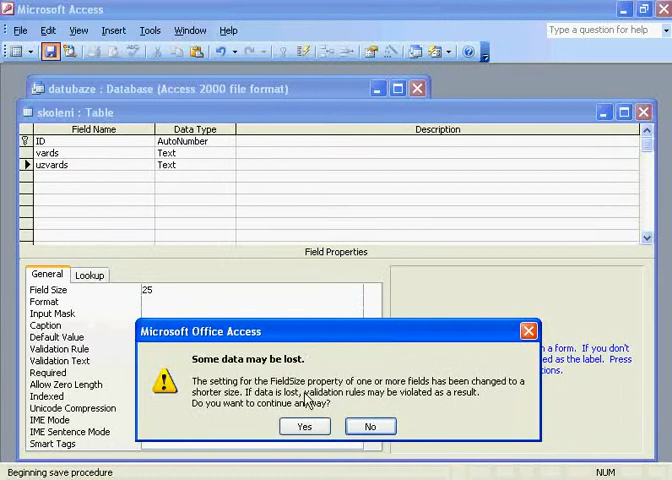 Microsoft Access
File Edit View Insert Tools Window Help
Type a question for help
datubaze : Database (Access 2000 file format)
skoleni : Table
Field Name Data Type Description
ID AutoNumber
vards Text
uzvards Text
Field Properties
General Lookup
Field Size 25
Format
Input Mask
Caption
Default Value
Validation Rule
Validation Text
Required
Allow Zero Length
Indexed
Unicode Compression
IME Mode
IME Sentence Mode
Smart Tags
n a form. If you don't
ed as the label. Press
tions.
Microsoft Office Access
Some data may be lost.
The setting for the FieldSize property of one or more fields has been changed to a
shorter size. If data is lost, validation rules may be violated as a result.
Do you want to continue anyway?
Yes No
Beginning save procedure NUM